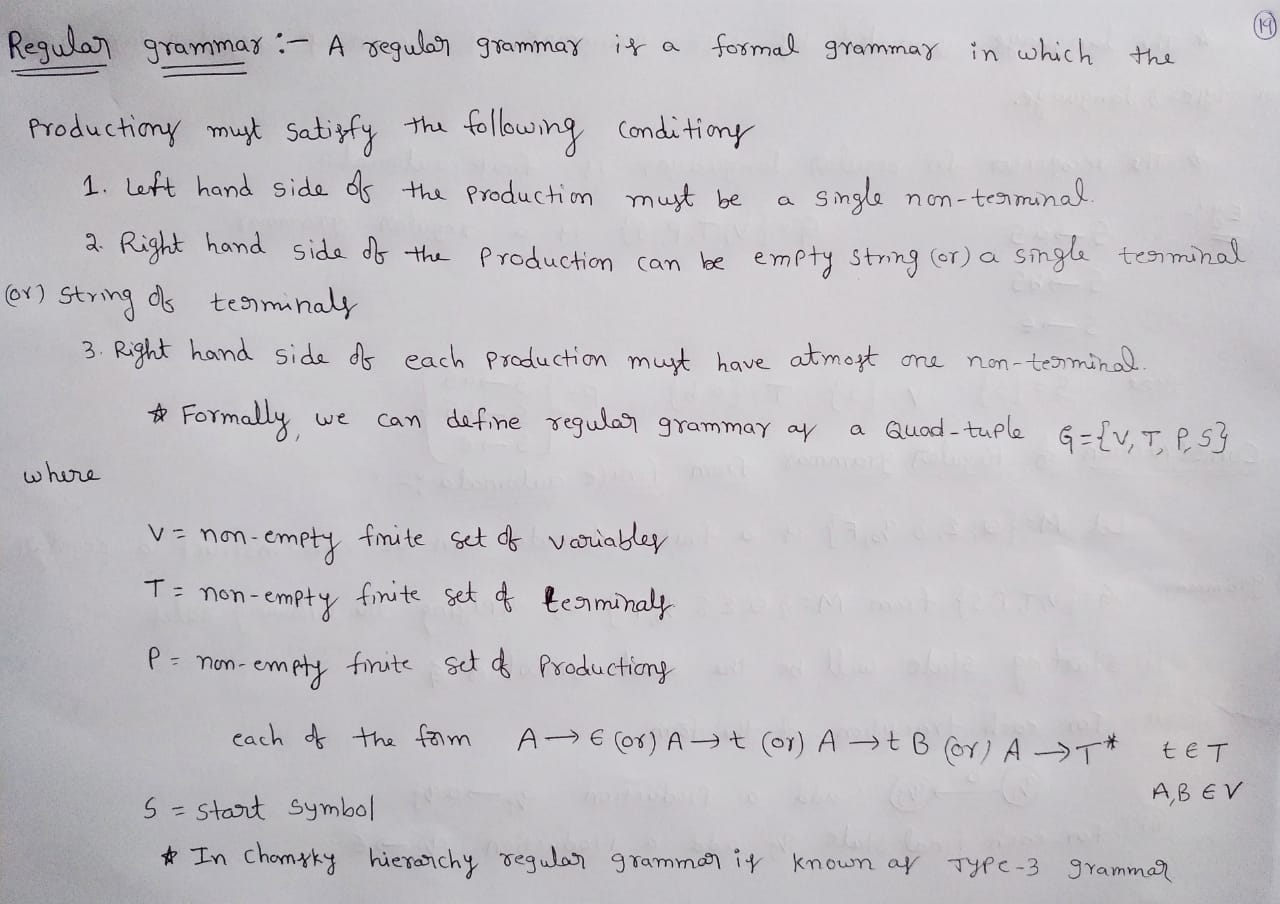 19
Regular grammar :- A regular grammar is a formal grammar in which the
Productions must satisfy the following conditions
1. Left hand side of the production must be a single non-terminal.
2. Right hand side of the production can be empty string (or) a single terminal
(or) string of terminals
3. Right hand side of each production must have atmost one non-terminal.
* Formally, we can define regular grammar as a Quad-tuple G={V, T, P, S}
where
V = non-empty finite set of variables
T = non-empty finite set of terminals
P = non-empty finite set of Productions
each of the form A → ϵ (or) A → t (or) A → t B (or) A → T* t ∈ T
A,B ∈ V
S = start symbol
* In Chomsky hierarchy regular grammar is known as Type-3 grammar